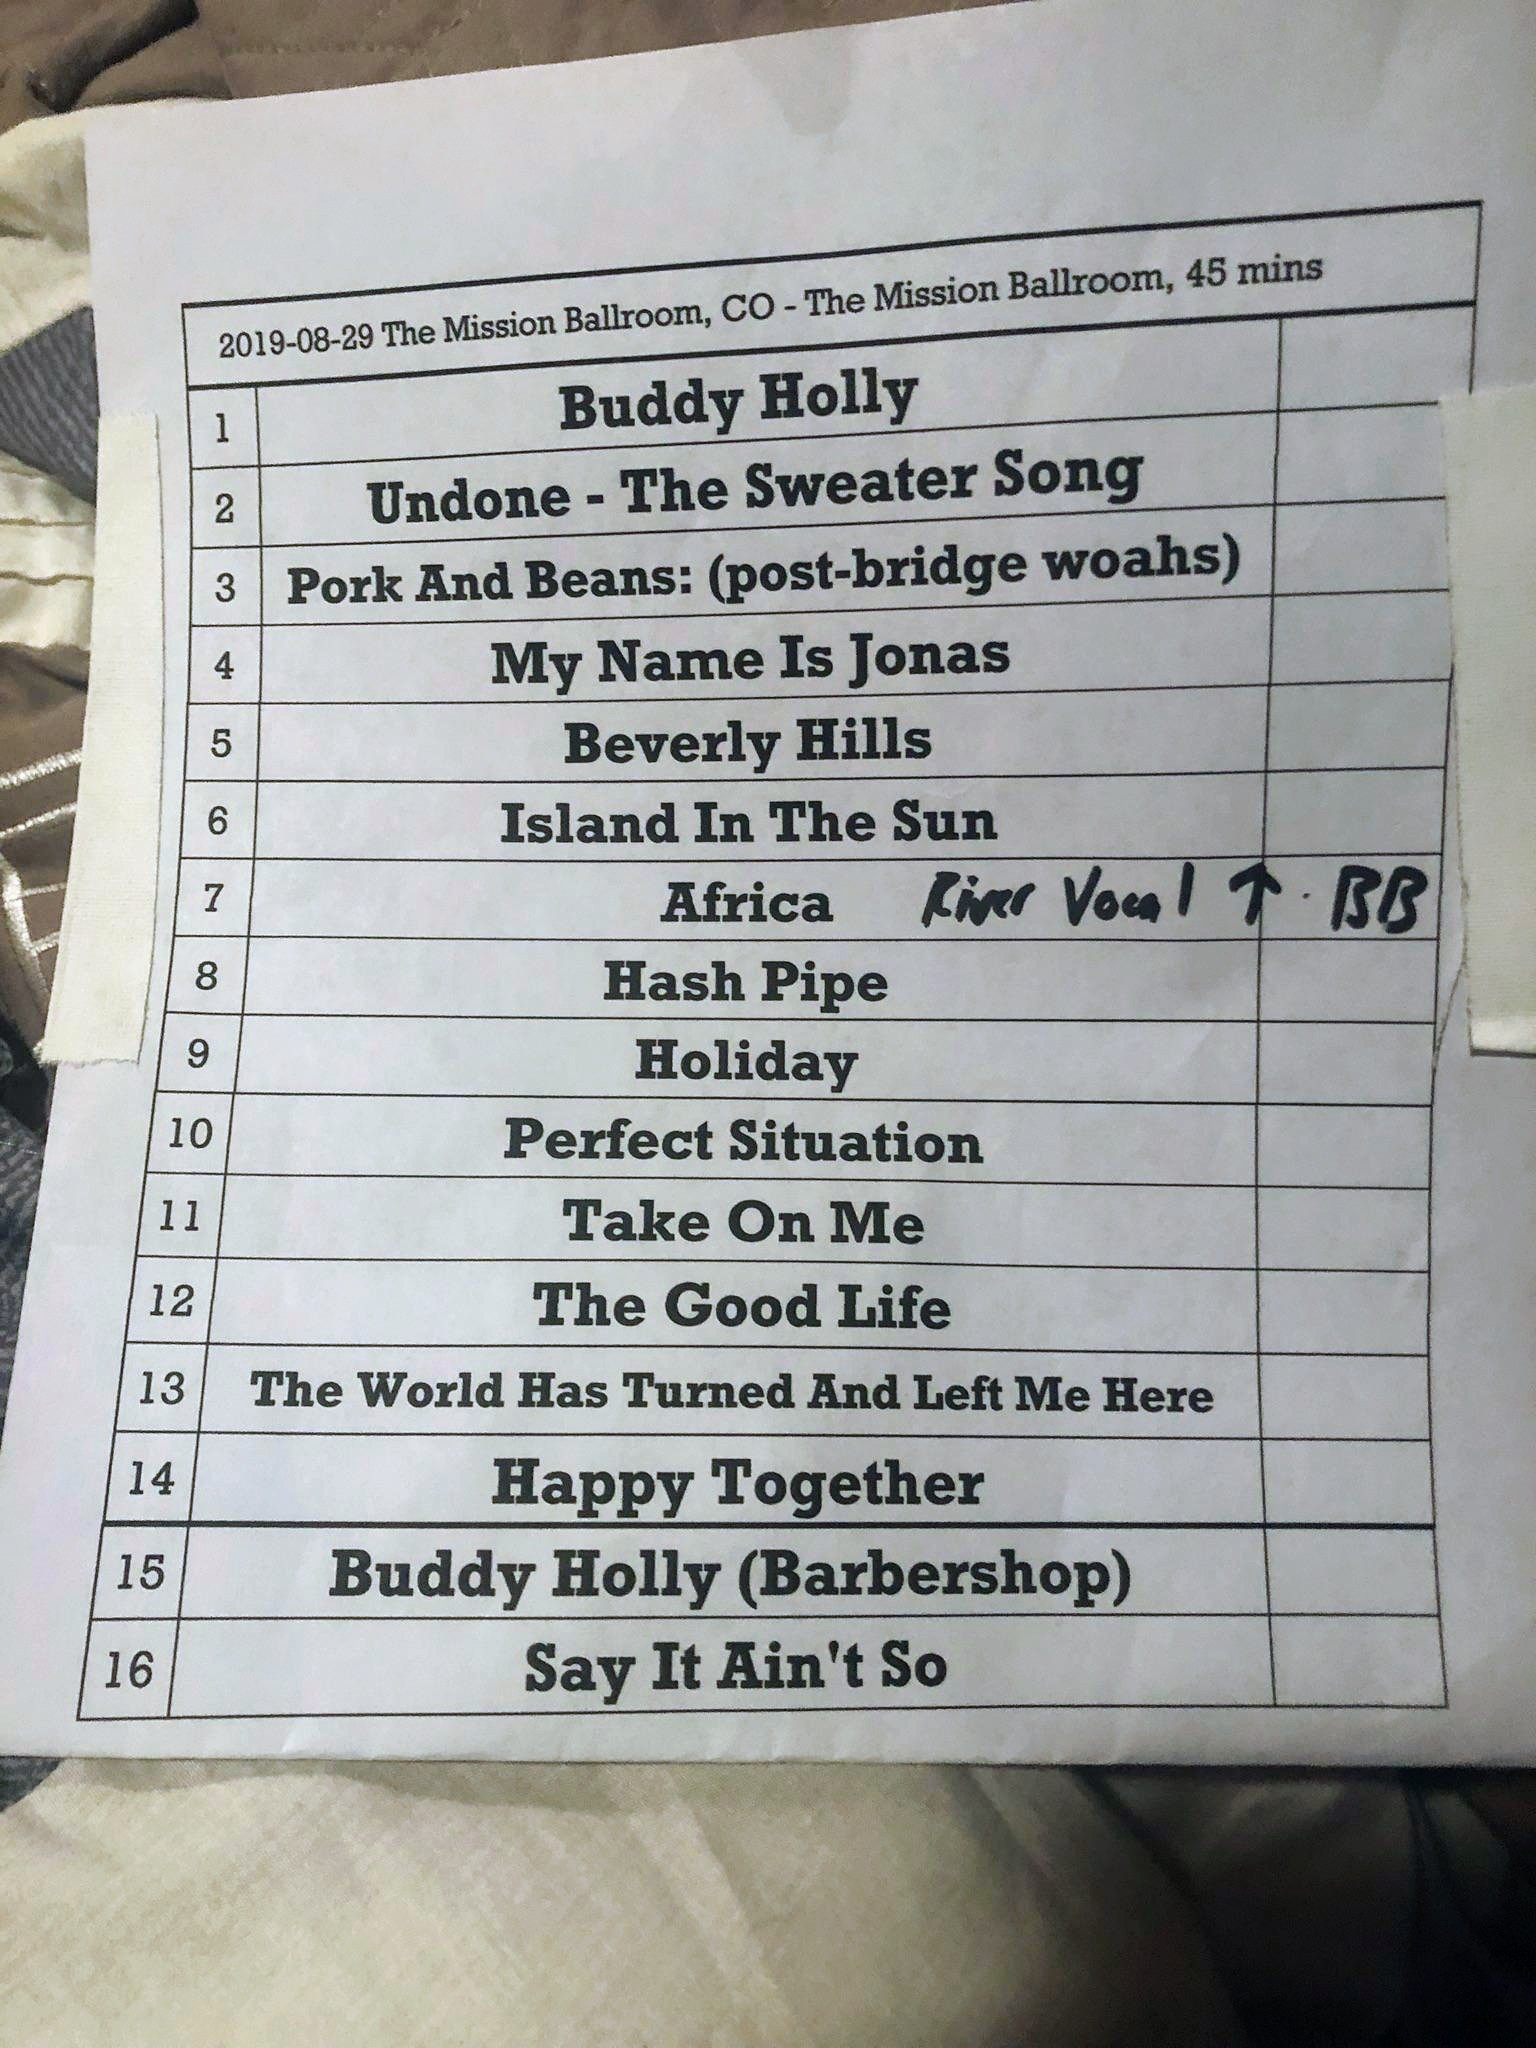 2019-08-29 The Mission Ballroom, CO - The Mission Ballroom, 45 mins
1 Buddy Holly
2 Undone - The Sweater Song
3 Pork And Beans: (post-bridge woahs)
4 My Name Is Jonas
5 Beverly Hills
6 Island In The Sun
7 Africa River Vocal ↑ · BB
8 Hash Pipe
9 Holiday
10 Perfect Situation
11 Take On Me
12 The Good Life
13 The World Has Turned And Left Me Here
14 Happy Together
15 Buddy Holly (Barbershop)
16 Say It Ain't So